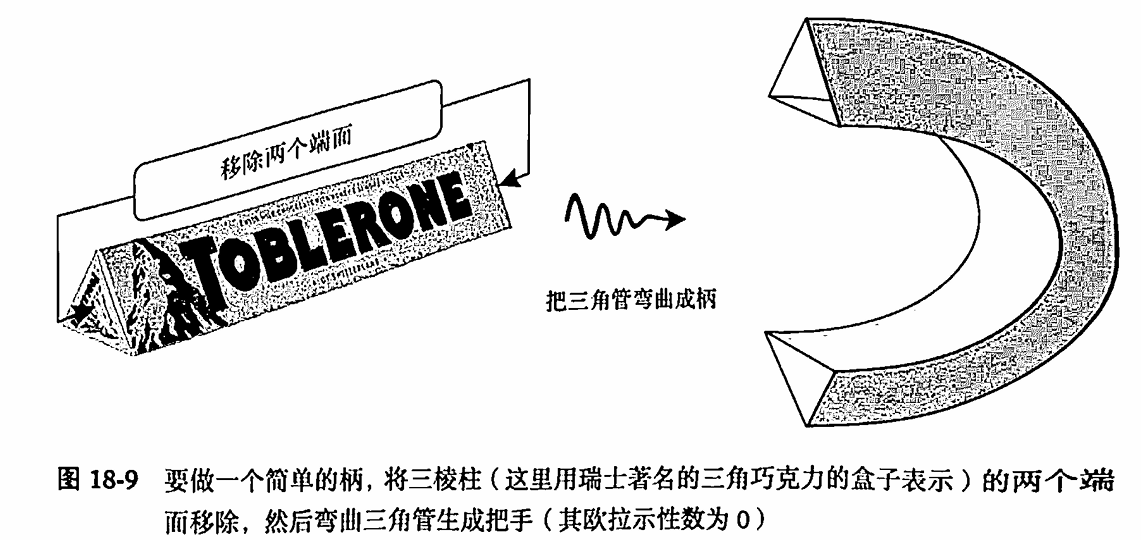 移除两个端面
TOBLERONE
把三角管弯曲成柄
图 18-9 要做一个简单的柄，将三棱柱（这里用瑞士著名的三角巧克力的盒子表示）的两个端
面移除，然后弯曲三角管生成把手（其欧拉示性数为 0）